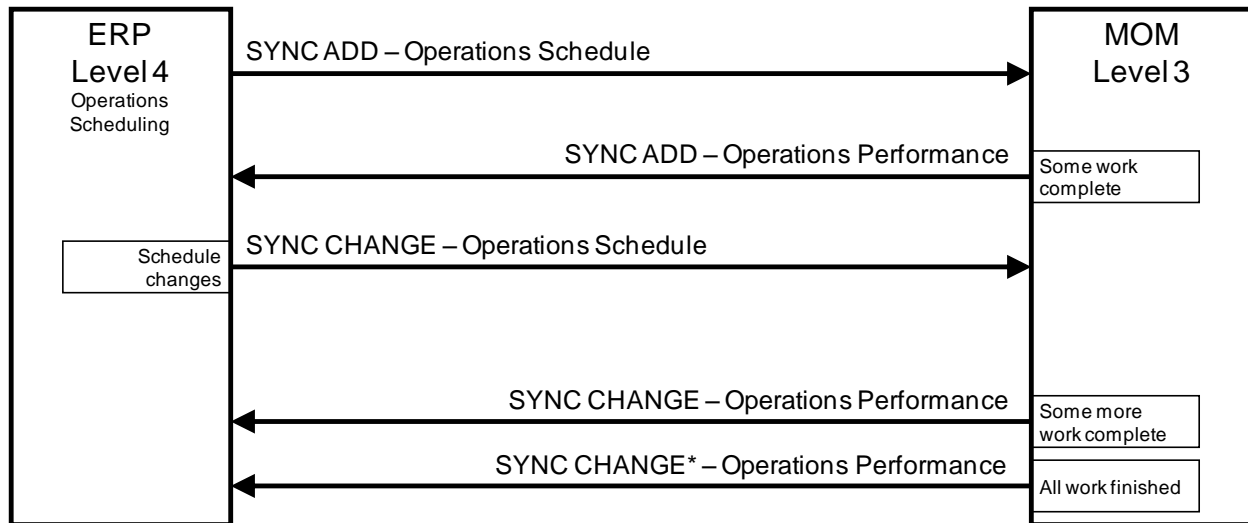 ERP
Level 4
Operations
Scheduling
MOM
Level 3
SYNC ADD – Operations Schedule
SYNC ADD – Operations Performance
Some work
complete
Schedule
changes
SYNC CHANGE – Operations Schedule
SYNC CHANGE – Operations Performance
Some more
work complete
SYNC CHANGE* – Operations Performance
All work finished